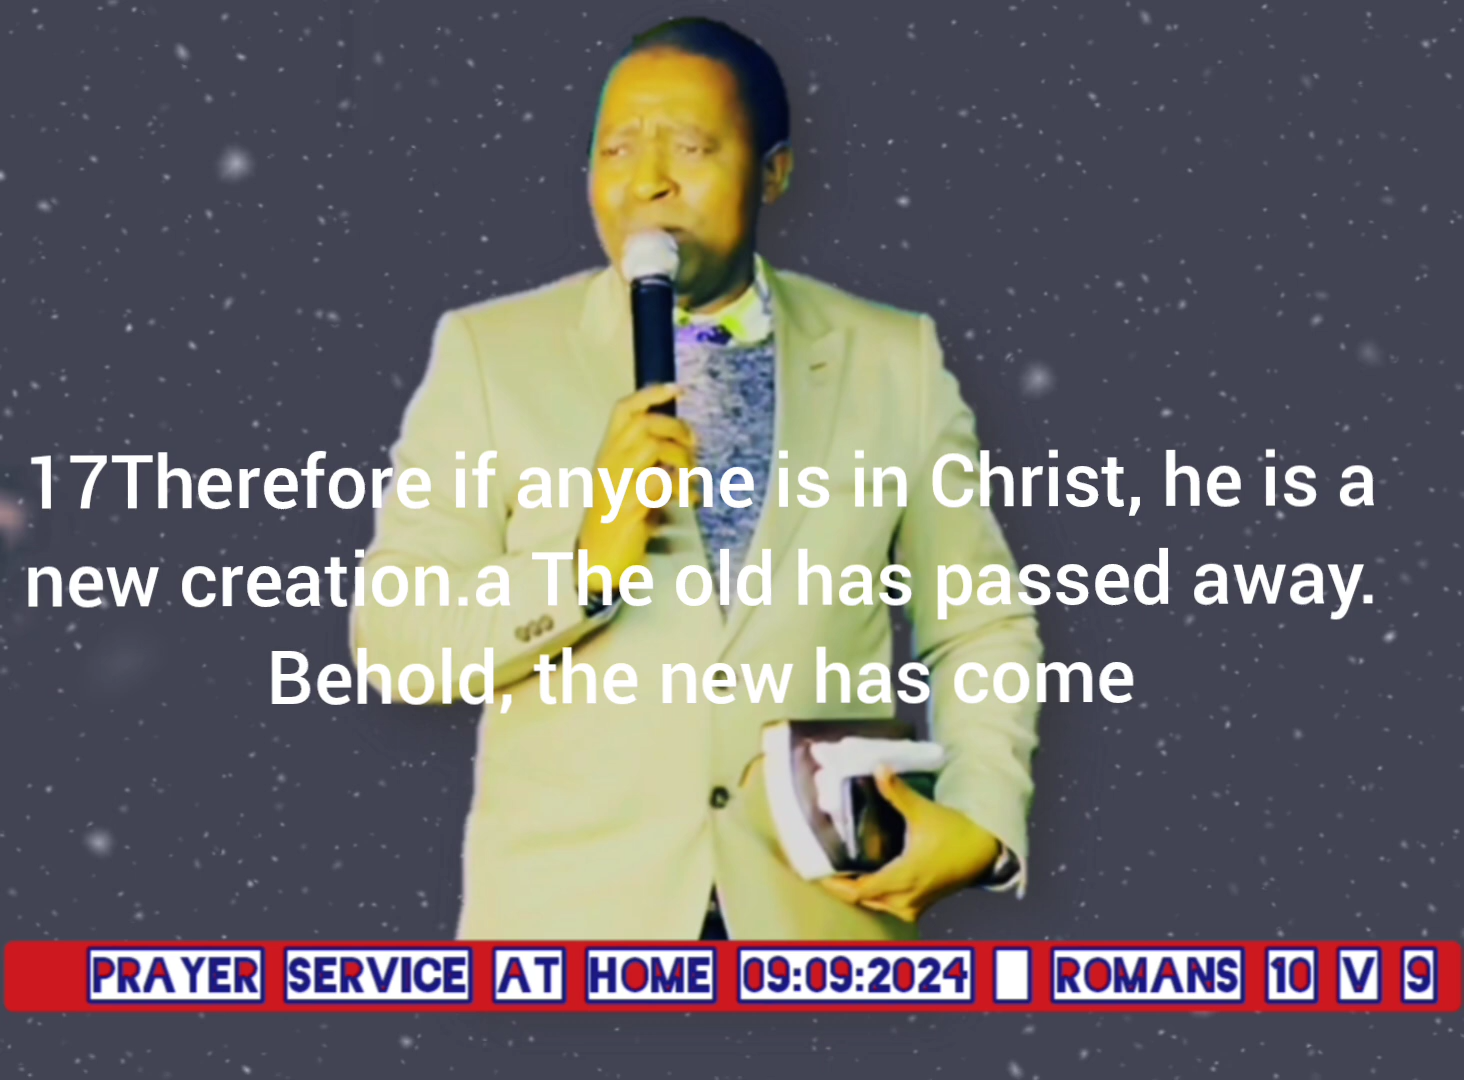 17Therefore if anyone is in Christ, he is a
new creation.a The old has passed away.
Behold, the new has come
PRAYER SERVICE AT HOME 09:09:2024 ROMANS 10 V 9